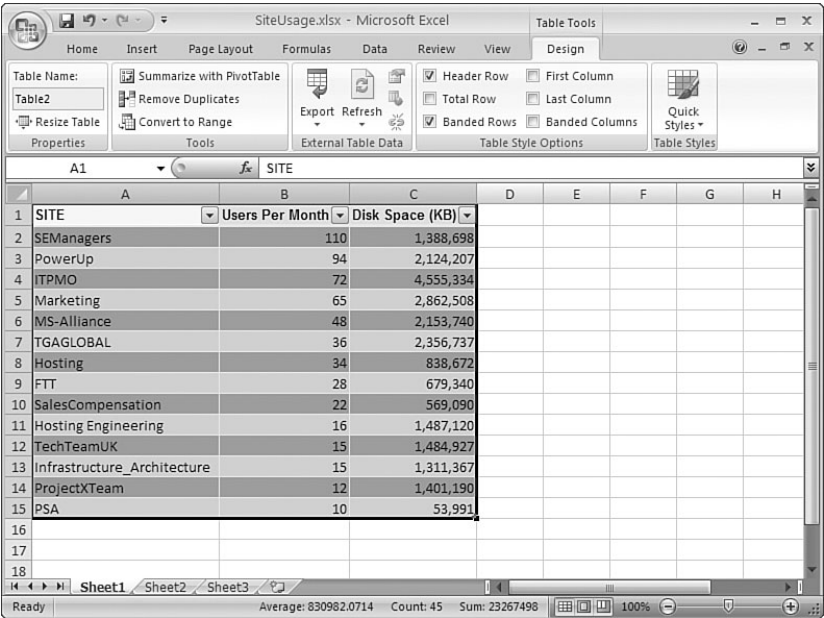 SiteUsage.xlsx - Microsoft Excel Table Tools
Home Insert Page Layout Formulas Data Review View Design
Table Name: Summarize with PivotTable Header Row First Column
Table2 Remove Duplicates Export Refresh Total Row Last Column Quick Styles
Resize Table Convert to Range Banded Rows Banded Columns
Properties Tools External Table Data Table Style Options Table Styles
A1 fx SITE
A B C D E F G H
1 SITE Users Per Month Disk Space (KB)
2 SEManagers 110 1,388,698
3 PowerUp 94 2,124,207
4 ITPMO 72 4,555,334
5 Marketing 65 2,862,508
6 MS-Alliance 48 2,153,740
7 TGAGLOBAL 36 2,356,737
8 Hosting 34 838,672
9 FTT 28 679,340
10 SalesCompensation 22 569,090
11 Hosting Engineering 16 1,487,120
12 TechTeamUK 15 1,484,927
13 Infrastructure_Architecture 15 1,311,367
14 ProjectXTeam 12 1,401,190
15 PSA 10 53,991
16
17
18
Sheet1 Sheet2 Sheet3
Ready Average: 830982.0714 Count: 45 Sum: 23267498 100%